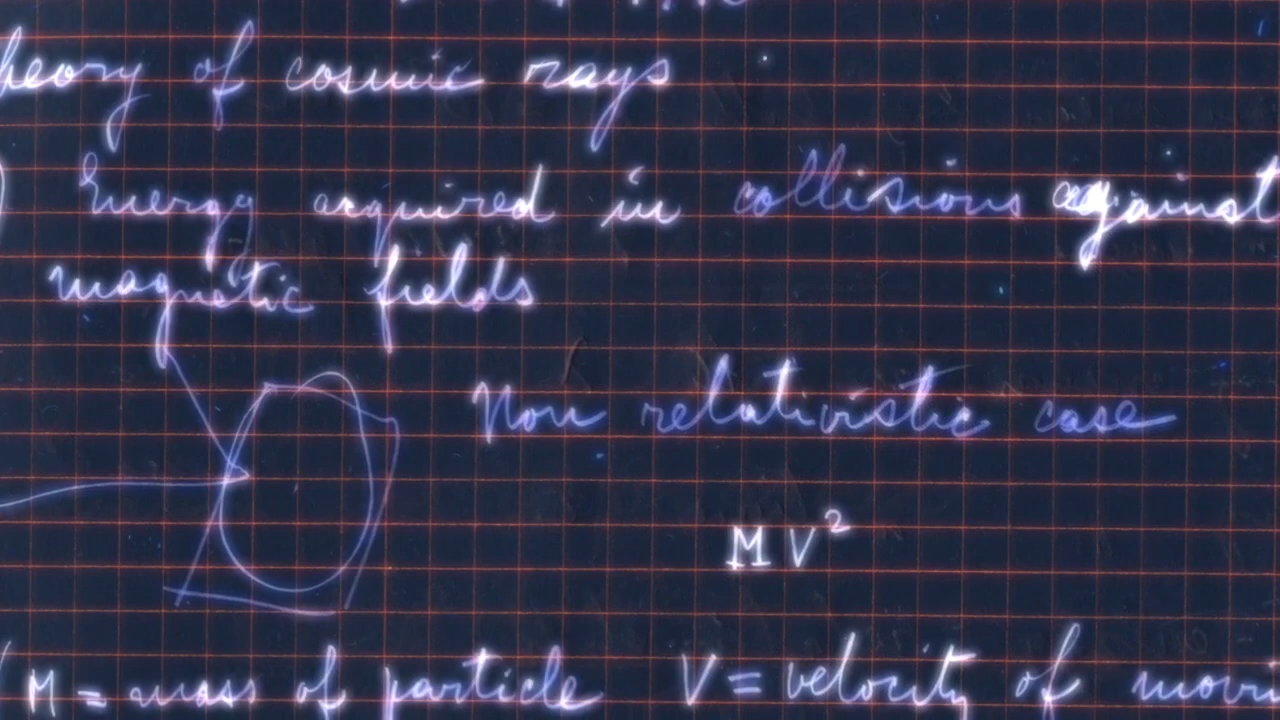 heory of cosmic rays
) Energy acquired in collisions against
magnetic fields
Non relativistic case
M V²
M = mass of particle V = velocity of movi